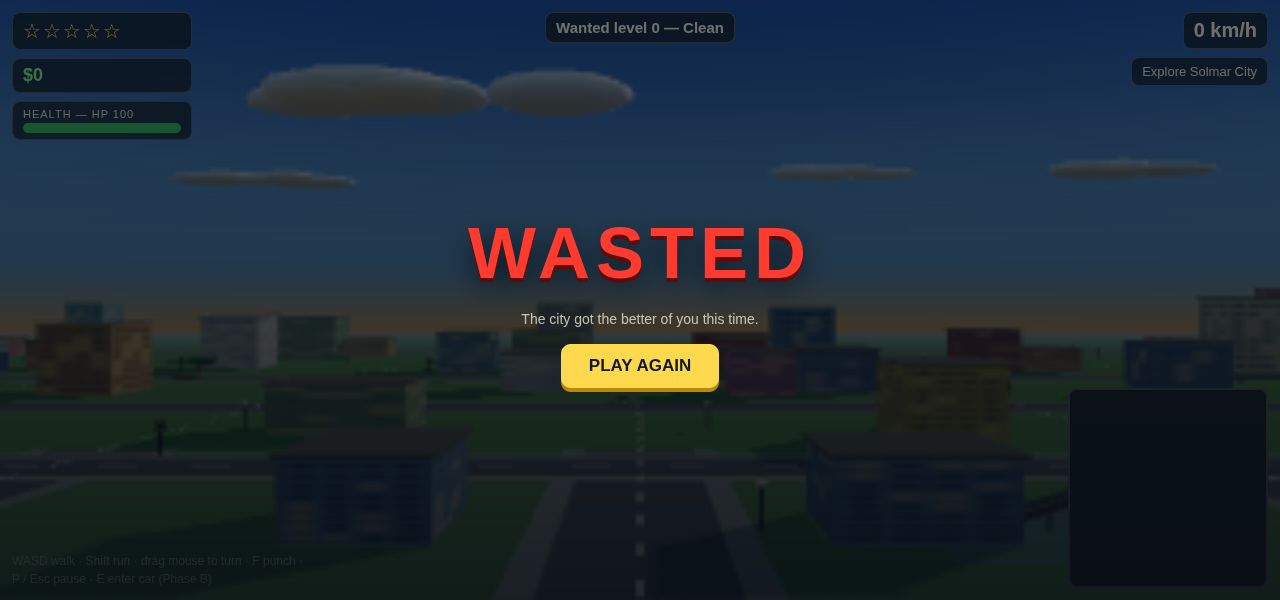 ☆☆☆☆☆
Wanted level 0 — Clean
0 km/h
$0
Explore Solmar City
HEALTH — HP 100
WASTED
The city got the better of you this time.
PLAY AGAIN
WASD walk · Shift run · drag mouse to turn · F punch ·
P / Esc pause · E enter car (Phase B)